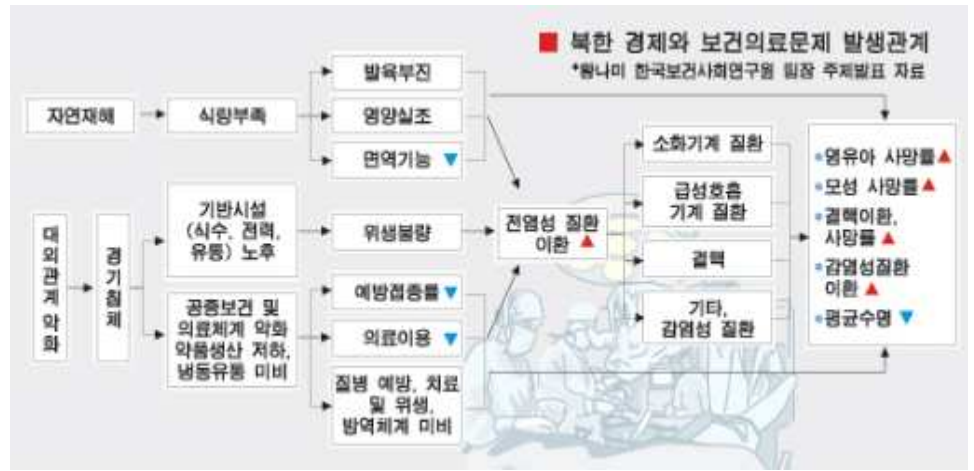 ■ 북한 경제와 보건의료문제 발생관계
*황나미 한국보건사회연구원 팀장 주제발표 자료
자연재해
식량부족
발육부진
영양실조
면역기능 ▼
대외관계 악화
경기침체
기반시설
(식수, 전력,
유통) 노후
위생불량
공중보건 및
의료체계 악화
약품생산 저하,
냉동유통 미비
예방접종률 ▼
의료이용 ▼
질병 예방, 치료
및 위생,
방역체계 미비
전염성 질환
이환 ▲
소화기계 질환
급성호흡
기계 질환
결핵
기타,
감염성 질환
•영유아 사망률▲
•모성 사망률▲
•결핵이환,
사망률 ▲
•감염성질환
이환 ▲
•평균수명 ▼